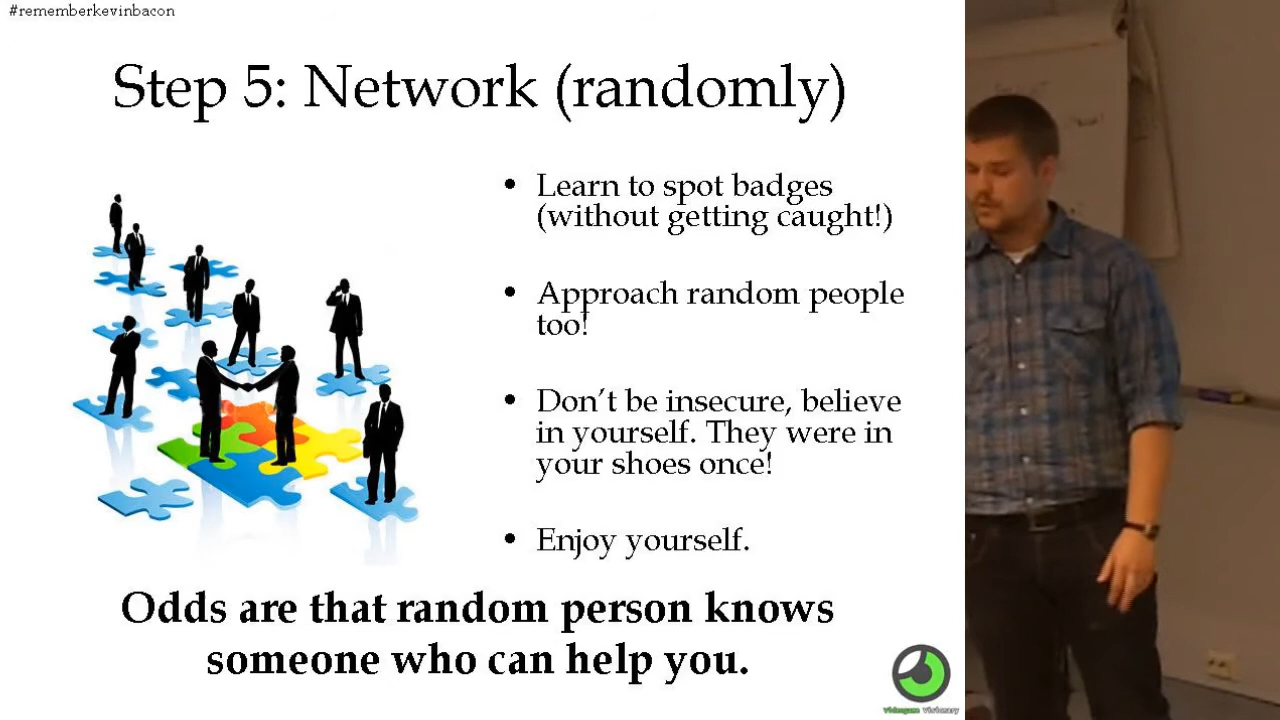 #rememberkevinbacon
Step 5: Network (randomly)
• Learn to spot badges
(without getting caught!)
• Approach random people
too!
• Don’t be insecure, believe
in yourself. They were in
your shoes once!
• Enjoy yourself.
Odds are that random person knows
someone who can help you.
Videogame Visionary